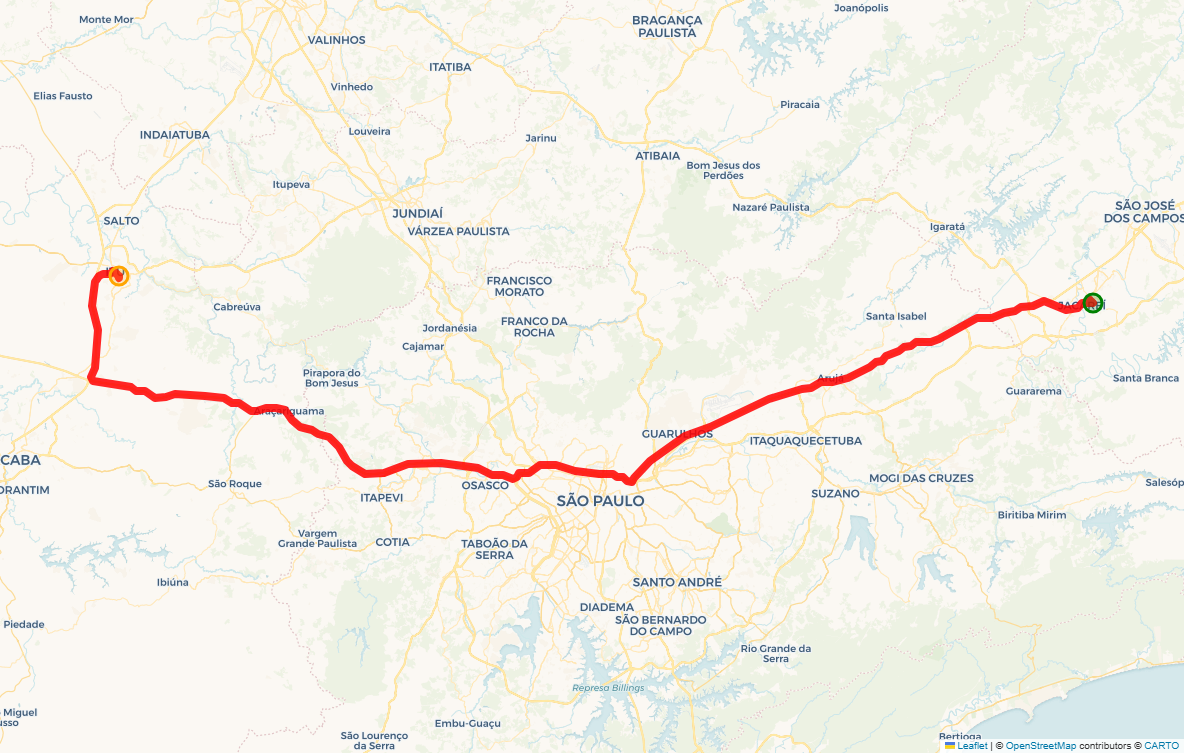 Monte Mor
BRAGANÇA
PAULISTA
Joanópolis
VALINHOS
ITATIBA
Vinhedo
Elias Fausto
Piracaia
INDAIATUBA
Louveira
Jarinu
ATIBAIA
Bom Jesus dos
Perdões
Itupeva
SALTO
JUNDIAÍ
VÁRZEA PAULISTA
Nazaré Paulista
SÃO JOSÉ
DOS CAMPOS
Igaratá
FRANCISCO
MORATO
Cabreúva
JACAREÍ
Santa Isabel
FRANCO DA
ROCHA
Jordanésia
Cajamar
Pirapora do
Bom Jesus
Arujá
Santa Branca
Guararema
Araçariguama
GUARULHOS
ITAQUAQUECETUBA
CABA
ORANTIM
São Roque
ITAPEVI
OSASCO
SÃO PAULO
MOGI DAS CRUZES
SUZANO
Salesóp
Biritiba Mirim
Vargem
Grande Paulista
COTIA
TABOÃO DA
SERRA
Ibiúna
SANTO ANDRÉ
DIADEMA
SÃO BERNARDO
DO CAMPO
Piedade
Rio Grande da
Serra
Represa Billings
Miguel
usso
Embu-Guaçu
São Lourenço
da Serra
Bertioga
Leaflet | © OpenStreetMap contributors © CARTO